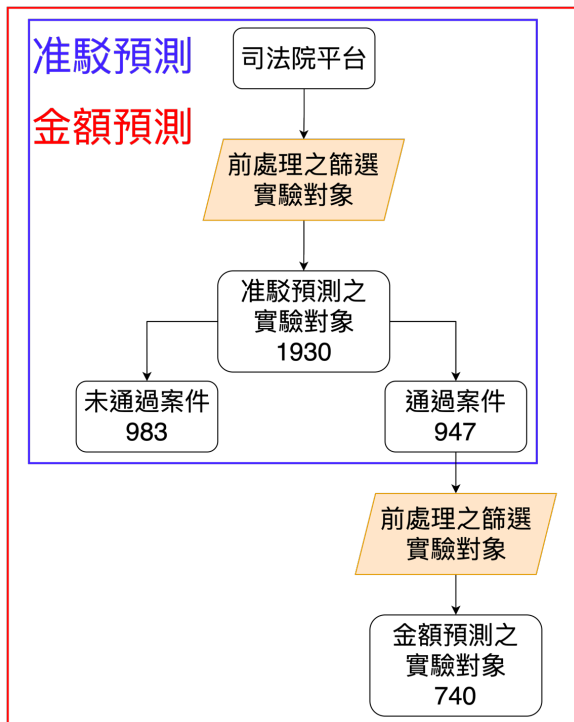 准駁預測
司法院平台
金額預測
前處理之篩選
實驗對象
准駁預測之
實驗對象
1930
未通過案件
983
通過案件
947
前處理之篩選
實驗對象
金額預測之
實驗對象
740